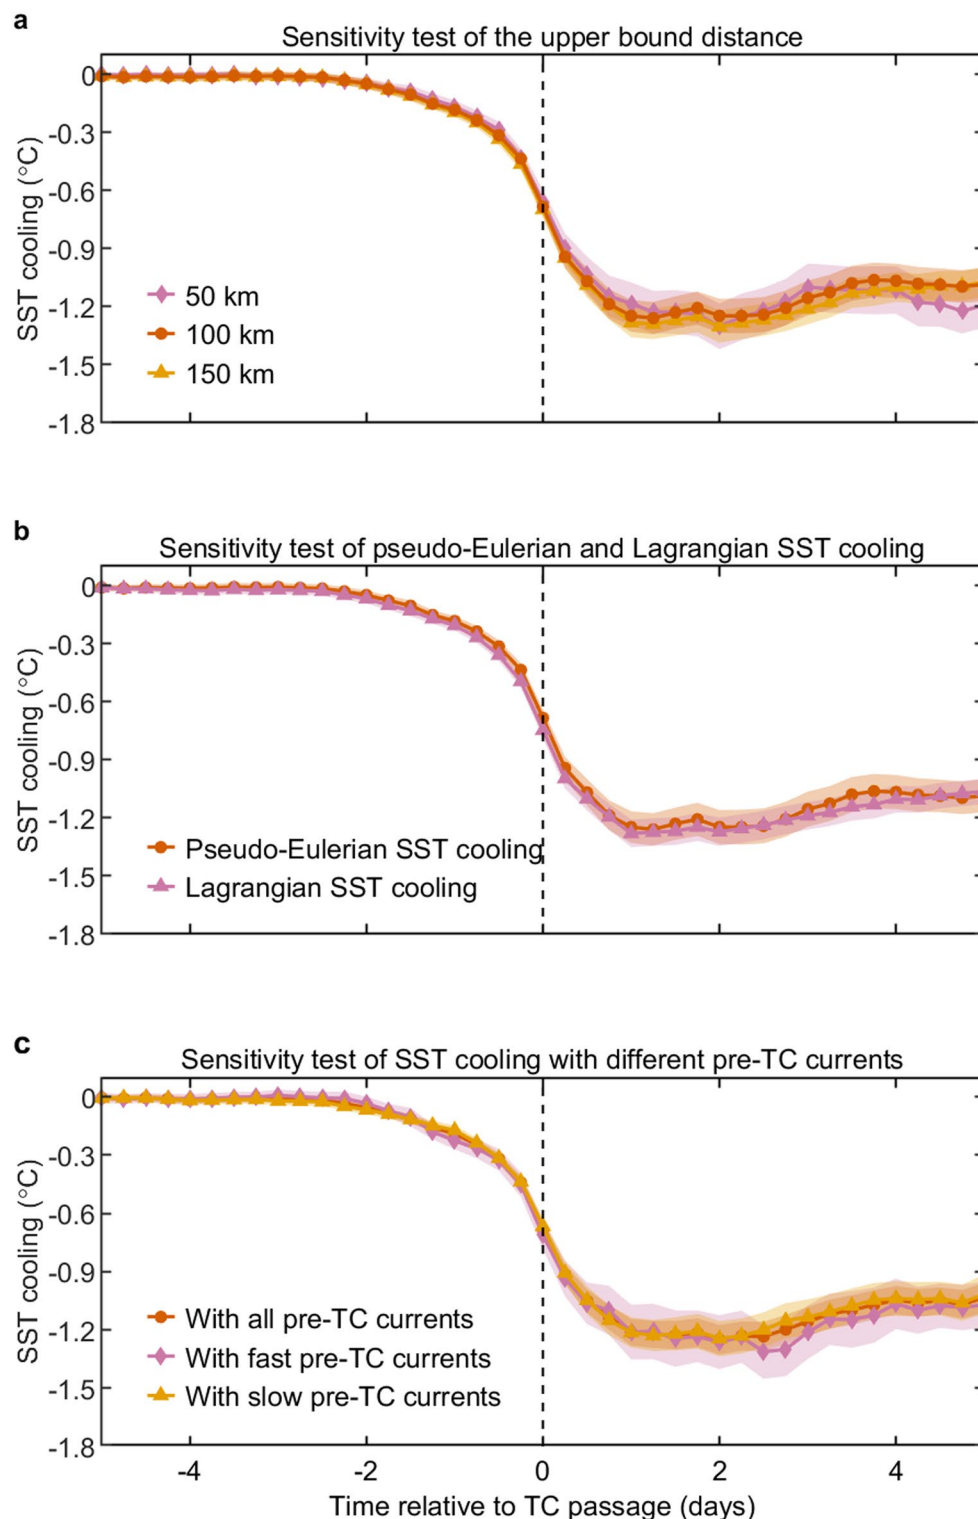 a
Sensitivity test of the upper bound distance
0
-0.3
-0.6
-0.9
-1.2
-1.5
-1.8
SST cooling (°C)
50 km
100 km
150 km
b
Sensitivity test of pseudo-Eulerian and Lagrangian SST cooling
0
-0.3
-0.6
-0.9
-1.2
-1.5
-1.8
SST cooling (°C)
Pseudo-Eulerian SST cooling
Lagrangian SST cooling
c
Sensitivity test of SST cooling with different pre-TC currents
0
-0.3
-0.6
-0.9
-1.2
-1.5
-1.8
SST cooling (°C)
With all pre-TC currents
With fast pre-TC currents
With slow pre-TC currents
-4 -2 0 2 4
Time relative to TC passage (days)